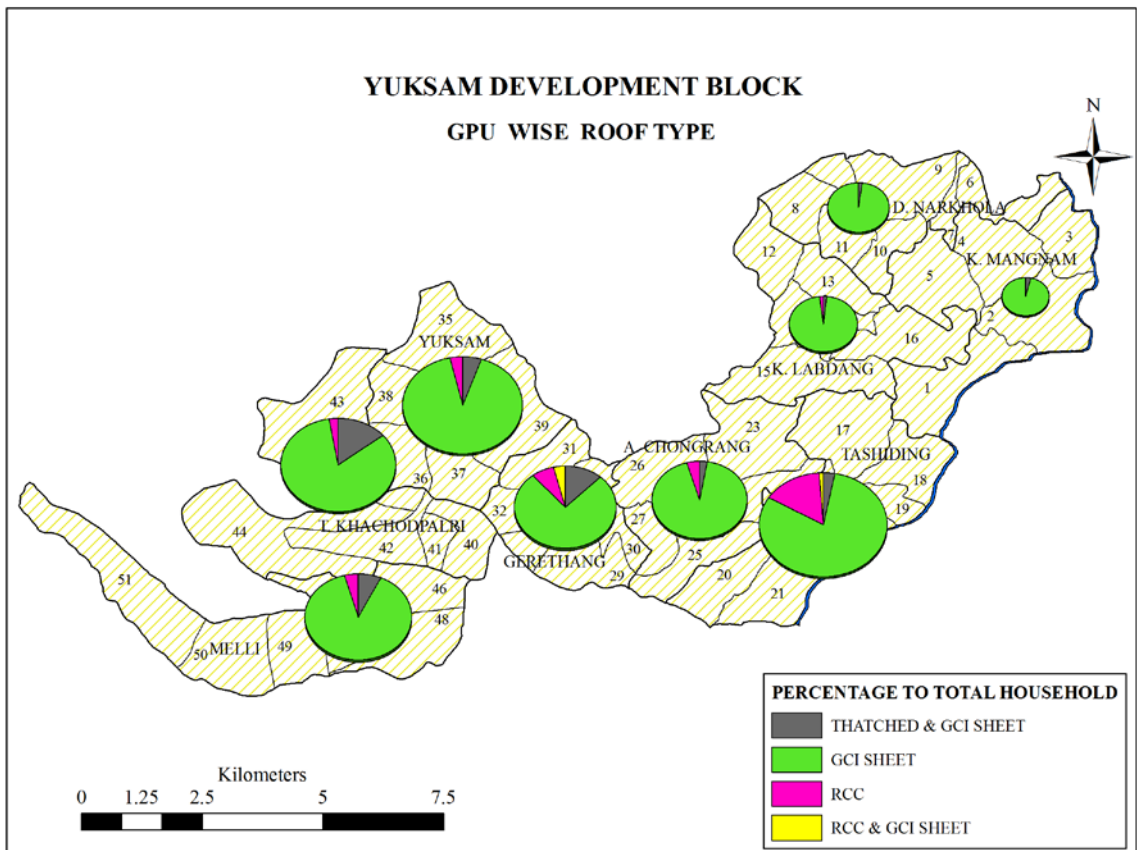 YUKSAM DEVELOPMENT BLOCK
GPU WISE ROOF TYPE
N
9
6
8
D. NARKHOLA
3
7
4
11
10
12
K. MANGNAM
5
13
2
35
16
YUKSAM
15
K. LABDANG
1
38
43
23
17
39
31
A. CHONGRANG
TASHIDING
26
37
36
18
32
19
27
T. KHACHODPALRI
44
42
41
40
30
25
GERETHANG
29
20
46
21
51
48
50
MELLI
49
PERCENTAGE TO TOTAL HOUSEHOLD
THATCHED & GCI SHEET
GCI SHEET
RCC
RCC & GCI SHEET
Kilometers
0 1.25 2.5 5 7.5